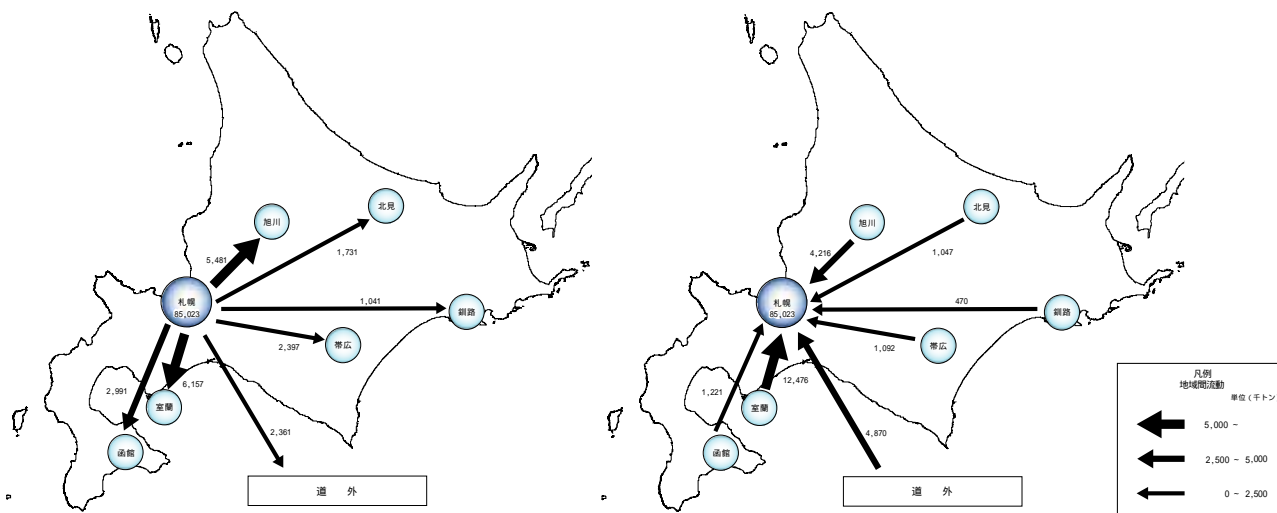 旭川
北見
5,481
1,731
札幌
85,023
1,041
釧路
2,397
帯広
2,991
6,157
室蘭
2,361
函館
道 外
旭川
北見
4,216
1,047
札幌
85,023
470
釧路
1,092
帯広
1,221
12,476
室蘭
4,870
函館
道 外
凡例
地域間流動
単位(千トン
5,000 ~
2,500 ~ 5,000
0 ~ 2,500